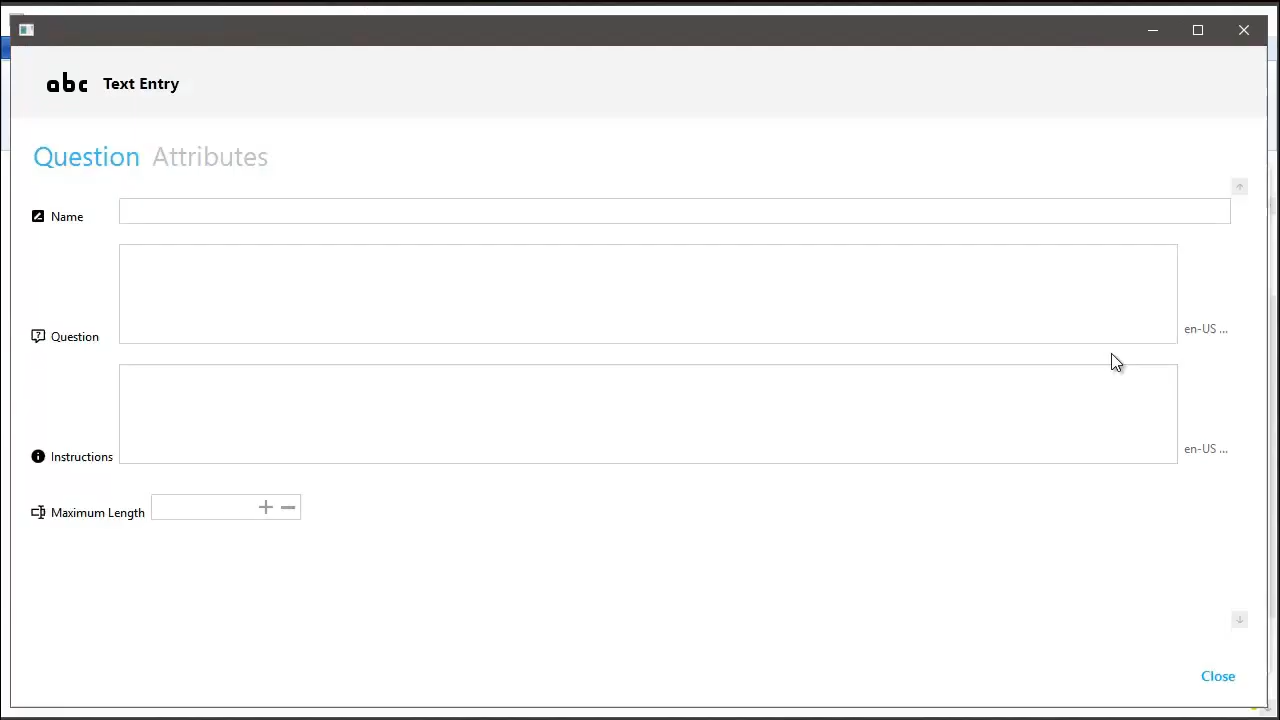 abc Text Entry
Question Attributes
Name
Question
en-US ...
Instructions
en-US ...
Maximum Length
Close